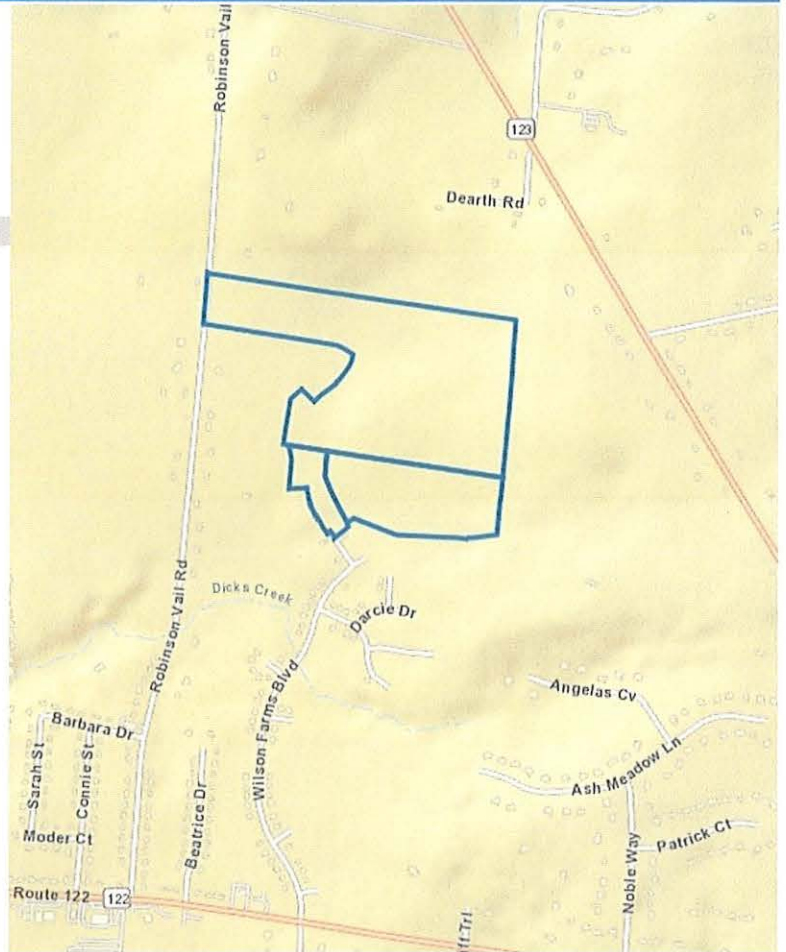 Robinson Vail
123
Dearth Rd
Robinson Vail Rd
Dicks Creek
Darcie Dr
Wilson Farms Blvd
Angelas Cv
Barbara Dr
Sarah St
Connie St
Ash Meadow Ln
Beatrice Dr
Moder Ct
Patrick Ct
Noble Way
Route 122
122
Trl